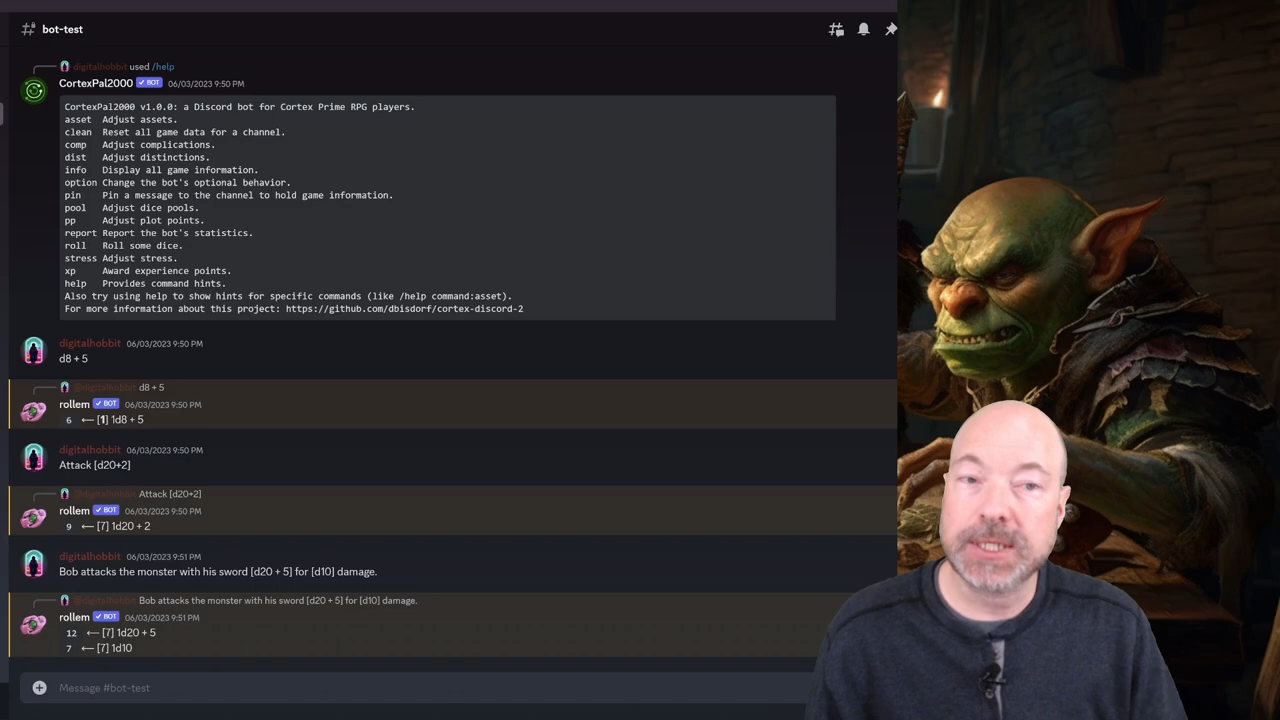 bot-test
digitalhobbit used /help
CortexPal2000 BOT 06/03/2023 9:50 PM
CortexPal2000 v1.0.0: a Discord bot for Cortex Prime RPG players.
asset Adjust assets.
clean Reset all game data for a channel.
comp Adjust complications.
dist Adjust distinctions.
info Display all game information.
option Change the bot's optional behavior.
pin Pin a message to the channel to hold game information.
pool Adjust dice pools.
pp Adjust plot points.
report Report the bot's statistics.
roll Roll some dice.
stress Adjust stress.
xp Award experience points.
help Provides command hints.
Also try using help to show hints for specific commands (like /help command:asset).
For more information about this project: https://github.com/dbisdorf/cortex-discord-2
digitalhobbit 06/03/2023 9:50 PM
d8 + 5
@digitalhobbit d8 + 5
rollem BOT 06/03/2023 9:50 PM
6 ⟵ [1] 1d8 + 5
digitalhobbit 06/03/2023 9:50 PM
Attack [d20+2]
@digitalhobbit Attack [d20+2]
rollem BOT 06/03/2023 9:50 PM
9 ⟵ [7] 1d20 + 2
digitalhobbit 06/03/2023 9:51 PM
Bob attacks the monster with his sword [d20 + 5] for [d10] damage.
@digitalhobbit Bob attacks the monster with his sword [d20 + 5] for [d10] damage.
rollem BOT 06/03/2023 9:51 PM
12 ⟵ [7] 1d20 + 5
7 ⟵ [7] 1d10
Message #bot-test